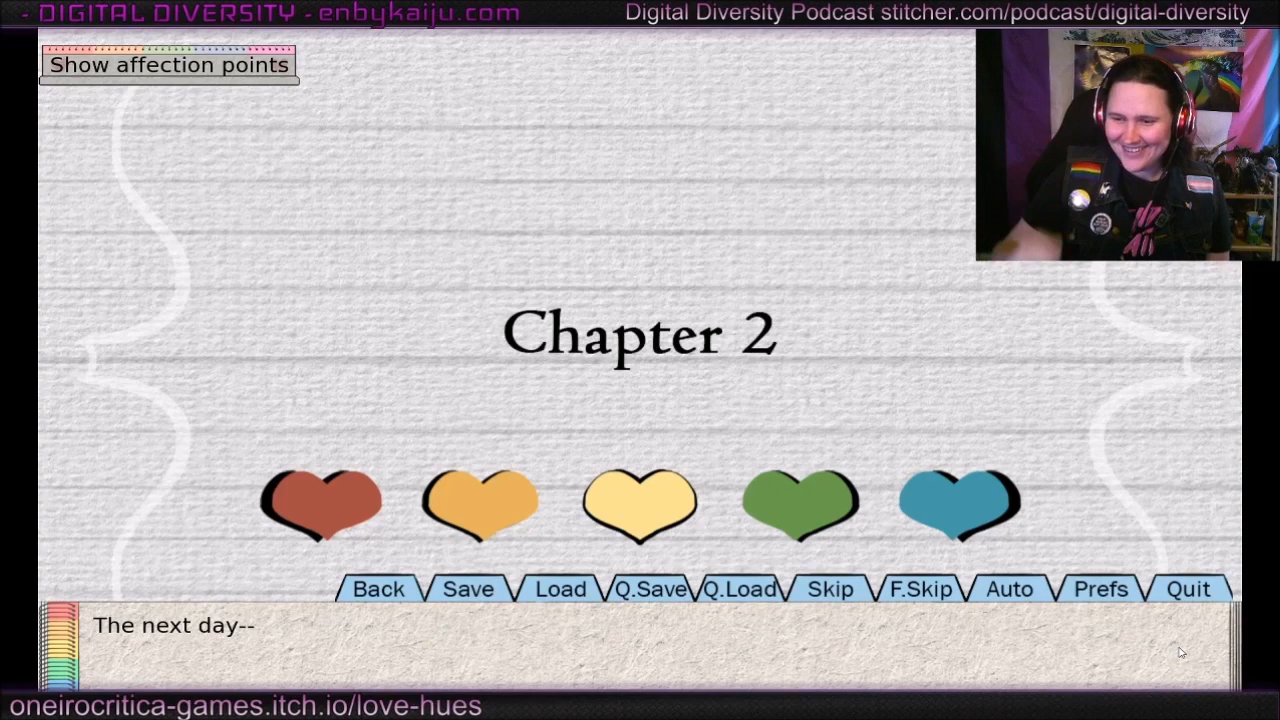 - DIGITAL DIVERSITY - enbykaiju.com
Digital Diversity Podcast stitcher.com/podcast/digital-diversity
Show affection points
Chapter 2
Back Save Load Q.Save Q.Load Skip F.Skip Auto Prefs Quit
The next day--
oneirocritica-games.itch.io/love-hues